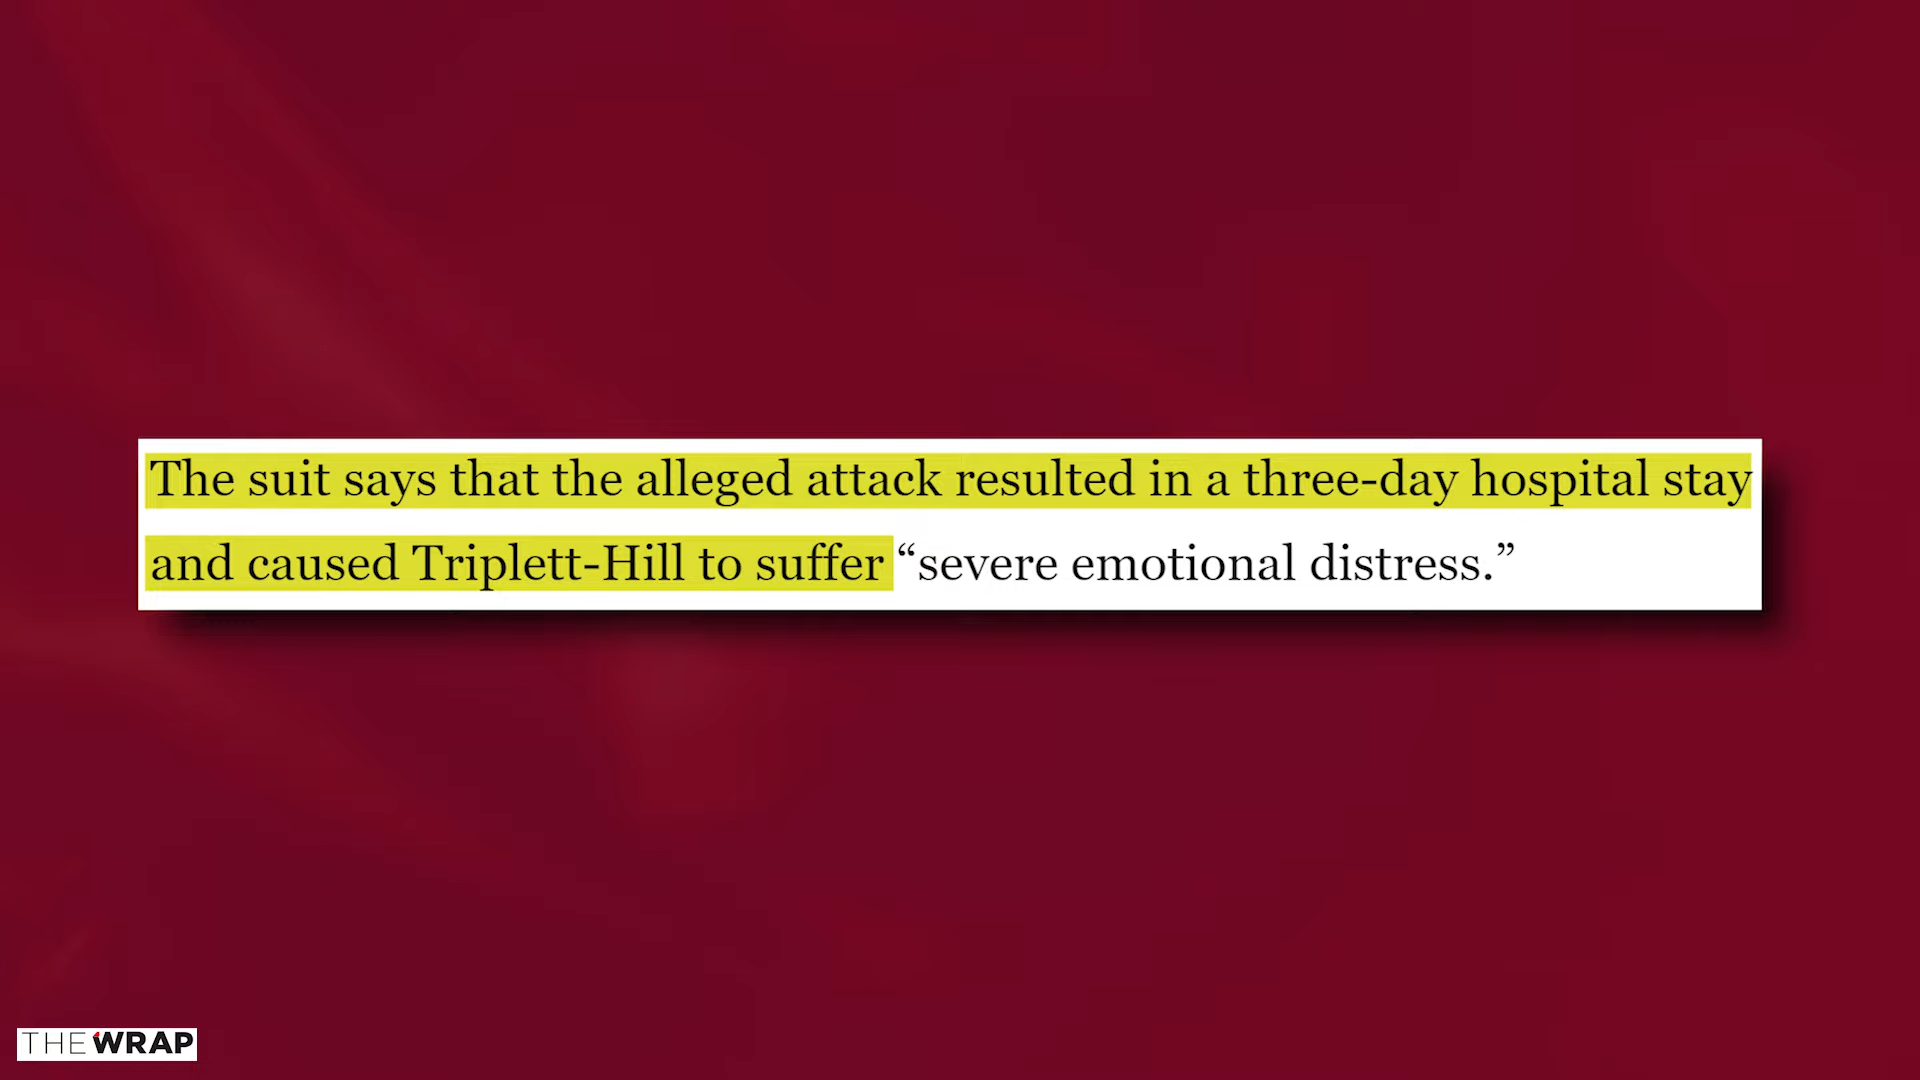 The suit says that the alleged attack resulted in a three-day hospital stay
and caused Triplett-Hill to suffer “severe emotional distress.”
THE WRAP